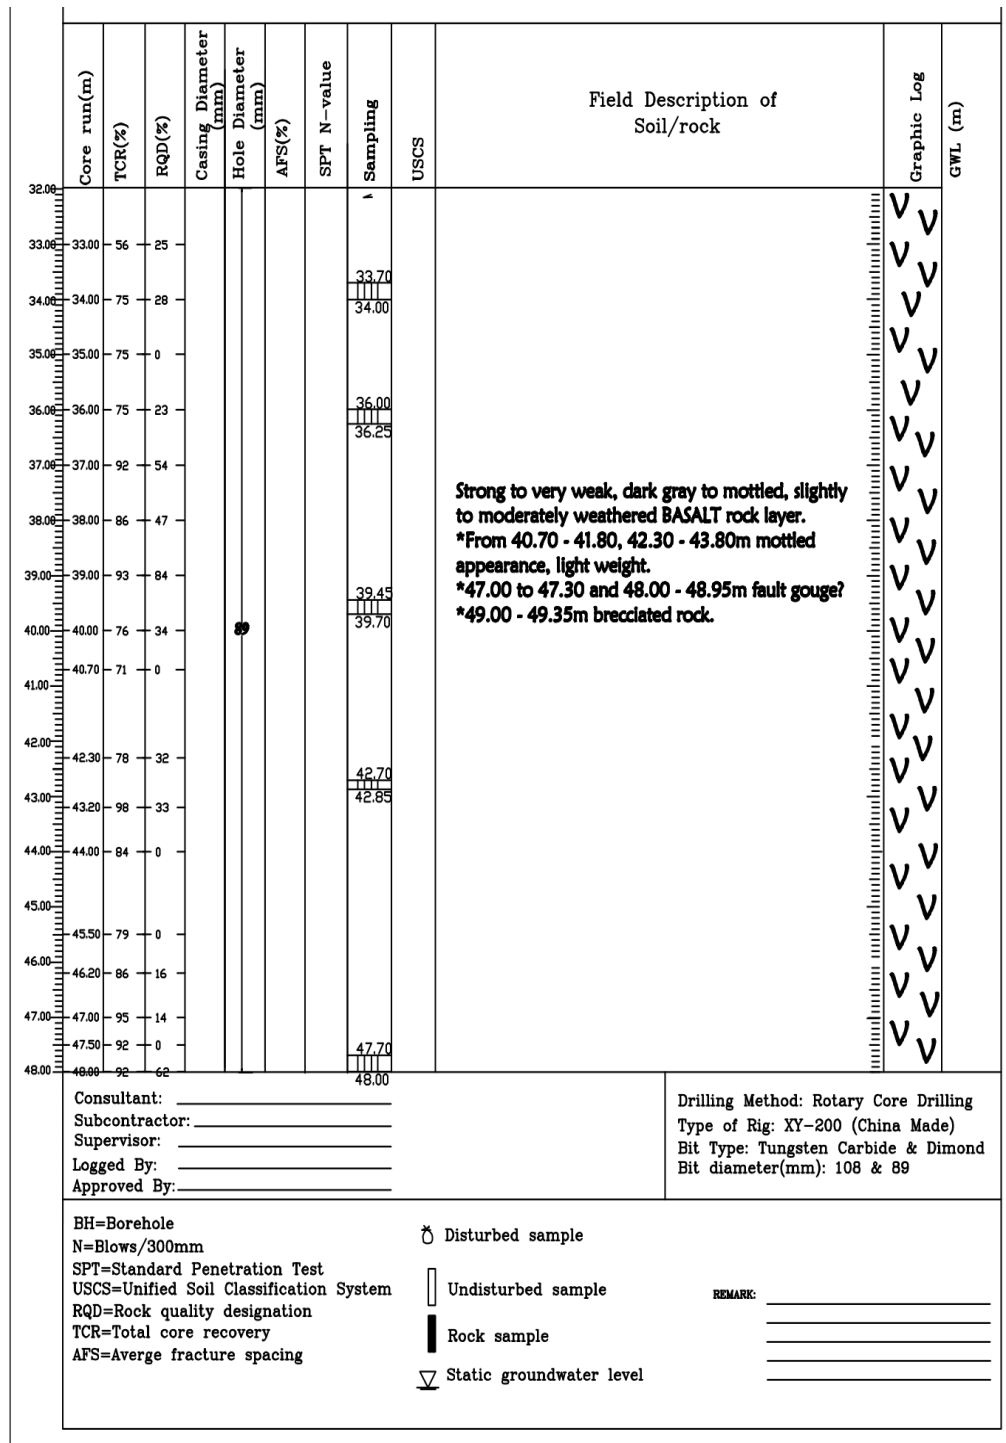 Core run(m) TCR(%) RQD(%) Casing Diameter (mm) Hole Diameter (mm) AFS(%) SPT N-value Sampling USCS Field Description of Soil/rock Graphic Log GWL (m)
32.00
33.00 33.00 56 25
33.70
34.00 34.00 75 28
34.00
35.00 35.00 75 0
36.00
36.00 36.00 75 23
36.25
37.00 37.00 92 54
Strong to very weak, dark gray to mottled, slightly
to moderately weathered BASALT rock layer.
*From 40.70 - 41.80, 42.30 - 43.80m mottled
appearance, light weight.
*47.00 to 47.30 and 48.00 - 48.95m fault gouge?
*49.00 - 49.35m brecciated rock.
38.00 38.00 86 47
39.00 39.00 93 84
39.45
39.70
40.00 40.00 76 34 89
40.70 71 0
41.00
42.00
42.30 78 32
42.70
43.00
42.85
43.20 98 33
44.00 44.00 84 0
45.00
45.50 79 0
46.00
46.20 86 16
47.00 47.00 95 14
47.50 92 0
47.70
48.00 48.00 92 62
48.00
Consultant:
Subcontractor:
Supervisor:
Logged By:
Approved By:
Drilling Method: Rotary Core Drilling
Type of Rig: XY-200 (China Made)
Bit Type: Tungsten Carbide & Dimond
Bit diameter(mm): 108 & 89
BH=Borehole
N=Blows/300mm
SPT=Standard Penetration Test
USCS=Unified Soil Classification System
RQD=Rock quality designation
TCR=Total core recovery
AFS=Averge fracture spacing
Disturbed sample
Undisturbed sample
Rock sample
Static groundwater level
REMARK: